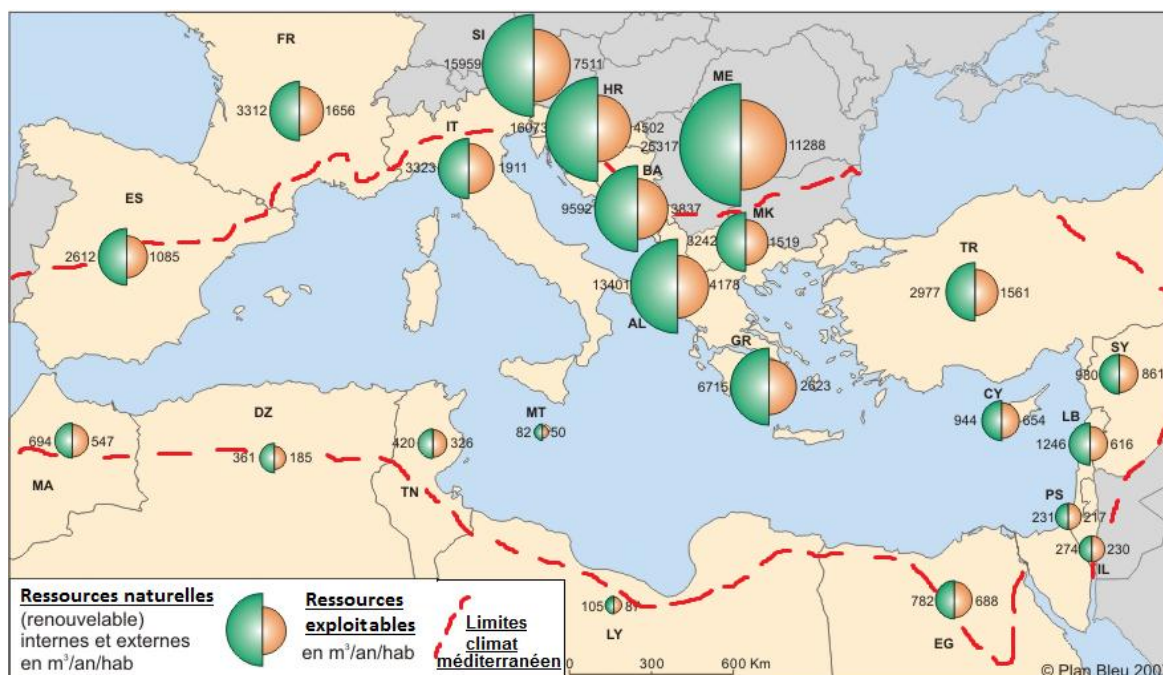 FR
3312 1656
SI
15959 7511
HR
16073 4502
ME
25317 11288
IT
3323 1911
BA
9592 3837
ES
2612 1085
MK
3242 1519
TR
2977 1561
13401 4178
AL
GR
6715 2623
SY
980 861
CY
944 654
LB
1246 616
DZ
361 185
MT
82 50
694 547
MA
420 326
TN
PS
231 217
274 230
IL
105 87
LY
782 688
EG
Ressources naturelles
(renouvelable)
internes et externes
en m³/an/hab
Ressources
exploitables
en m³/an/hab
Limites
climat
méditerranéen
0 300 600 Km
© Plan Bleu